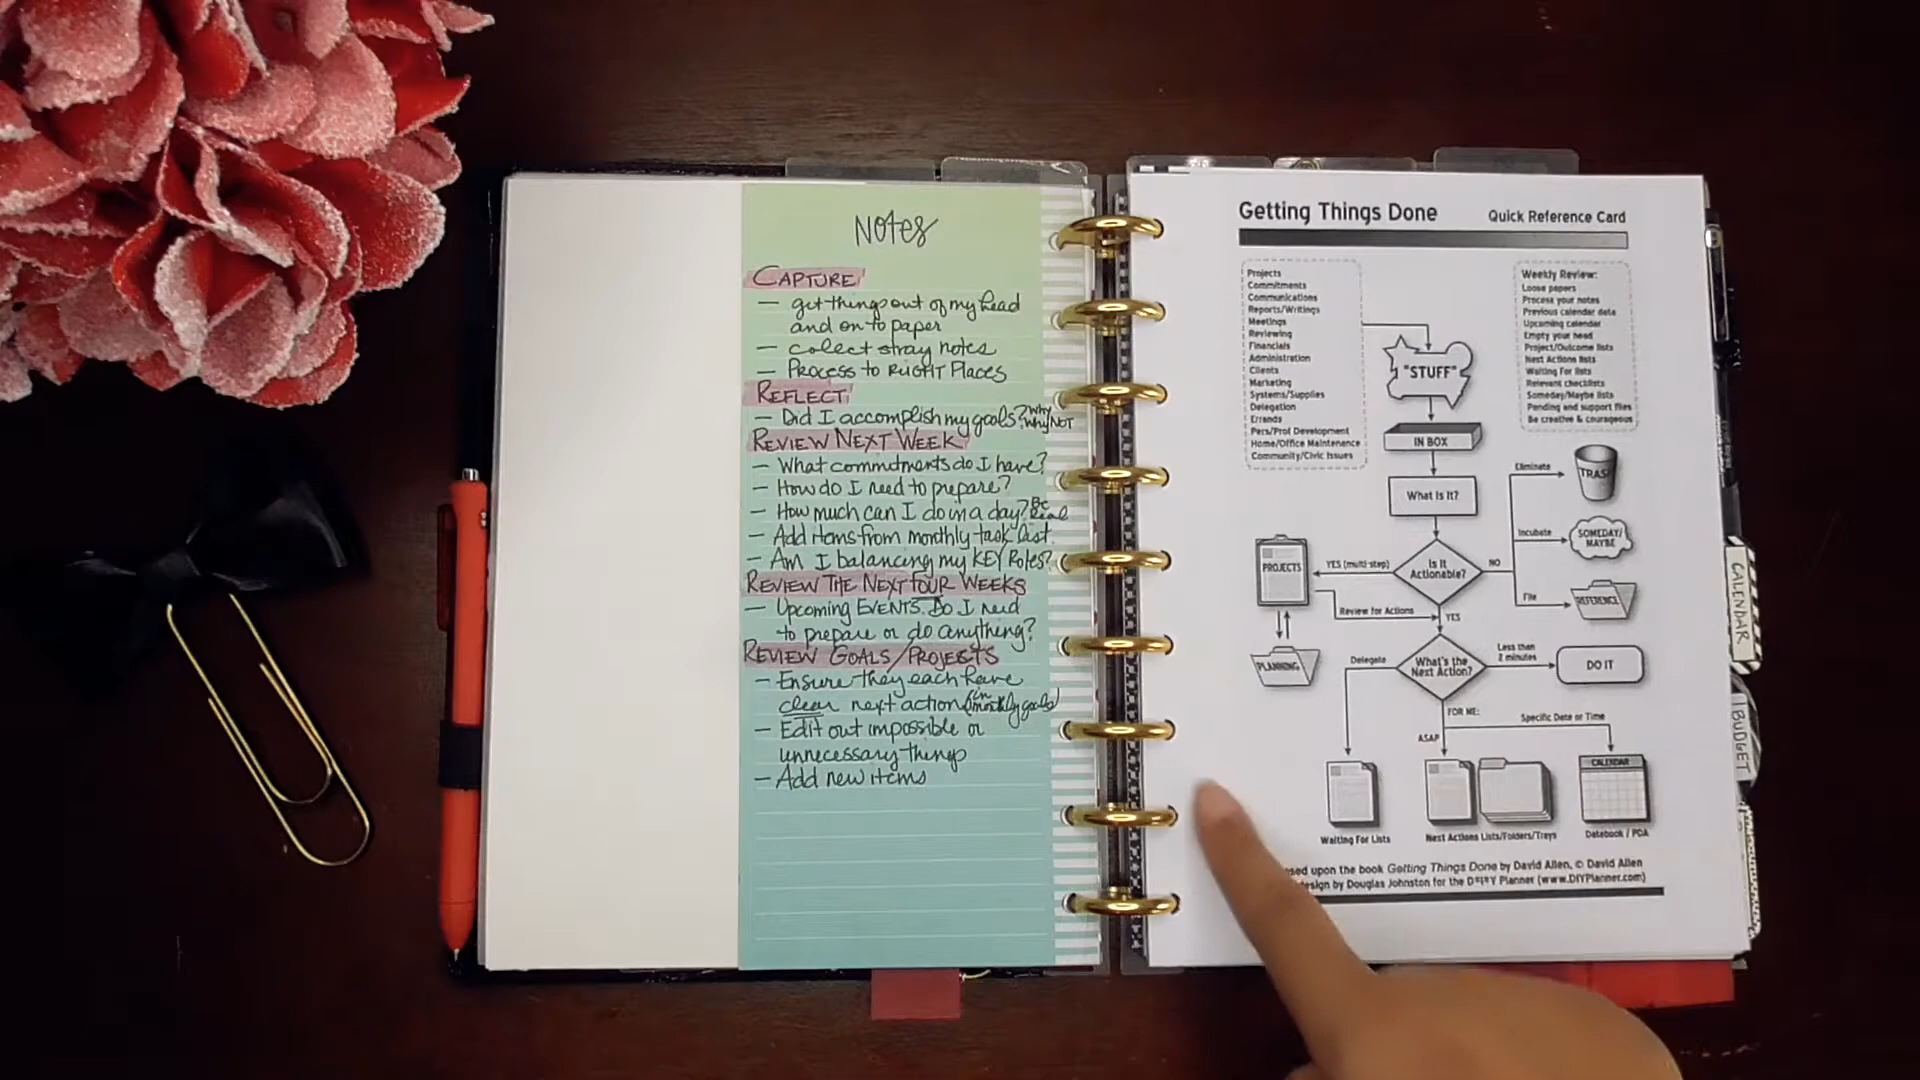 Notes
CAPTURE
— get things out of my head
and on to paper
— colect stray notes
— Process to RIGHT Places
REFLECT
— Did I accomplish my goals? Why
Why NOT
REVIEW NEXT WEEK
— What commitments do I have?
— How do I need to prepare?
— How much can I do in a day? Be
Real
— Add items from monthly task list.
— Am I balancing my KEY Roles?
REVIEW THE NEXT FOUR WEEKS
— Upcoming EVENTS. Do I need
to prepare or do anything?
REVIEW GOALS/PROJECTS
— Ensure they each have
clear next action (in
monthly goals)
— Edit out impossible or
unnecessary things
— Add new items
Getting Things Done
Quick Reference Card
Projects
Commitments
Communications
Reports/Writings
Meetings
Reviewing
Financials
Administration
Clients
Marketing
Systems/Supplies
Delegation
Errands
Pers/Prof Development
Home/Office Maintenance
Community/Civic Issues
Weekly Review:
Loose papers
Process your notes
Previous calendar data
Upcoming calendar
Empty your head
Project/Outcome lists
Next Actions lists
Waiting For lists
Relevant checklists
Someday/Maybe lists
Pending and support files
Be creative & courageous
"STUFF"
IN BOX
What Is It?
Eliminate
TRASH
Incubate
SOMEDAY/
MAYBE
File
REFERENCE
Is It
Actionable?
NO
YES (multi-step)
PROJECTS
Review for Actions
YES
PLANNING
Delegate
What's the
Next Action?
Less than
2 minutes
DO IT
FOR ME:
Specific Date or Time
ASAP
CALENDAR
Waiting For Lists
Next Actions Lists/Folders/Trays
Datebook / PDA
sed upon the book Getting Things Done by David Allen, © David Allen
esign by Douglas Johnston for the Planner (www.DIYPlanner.com)
CALENDAR
BUDGET